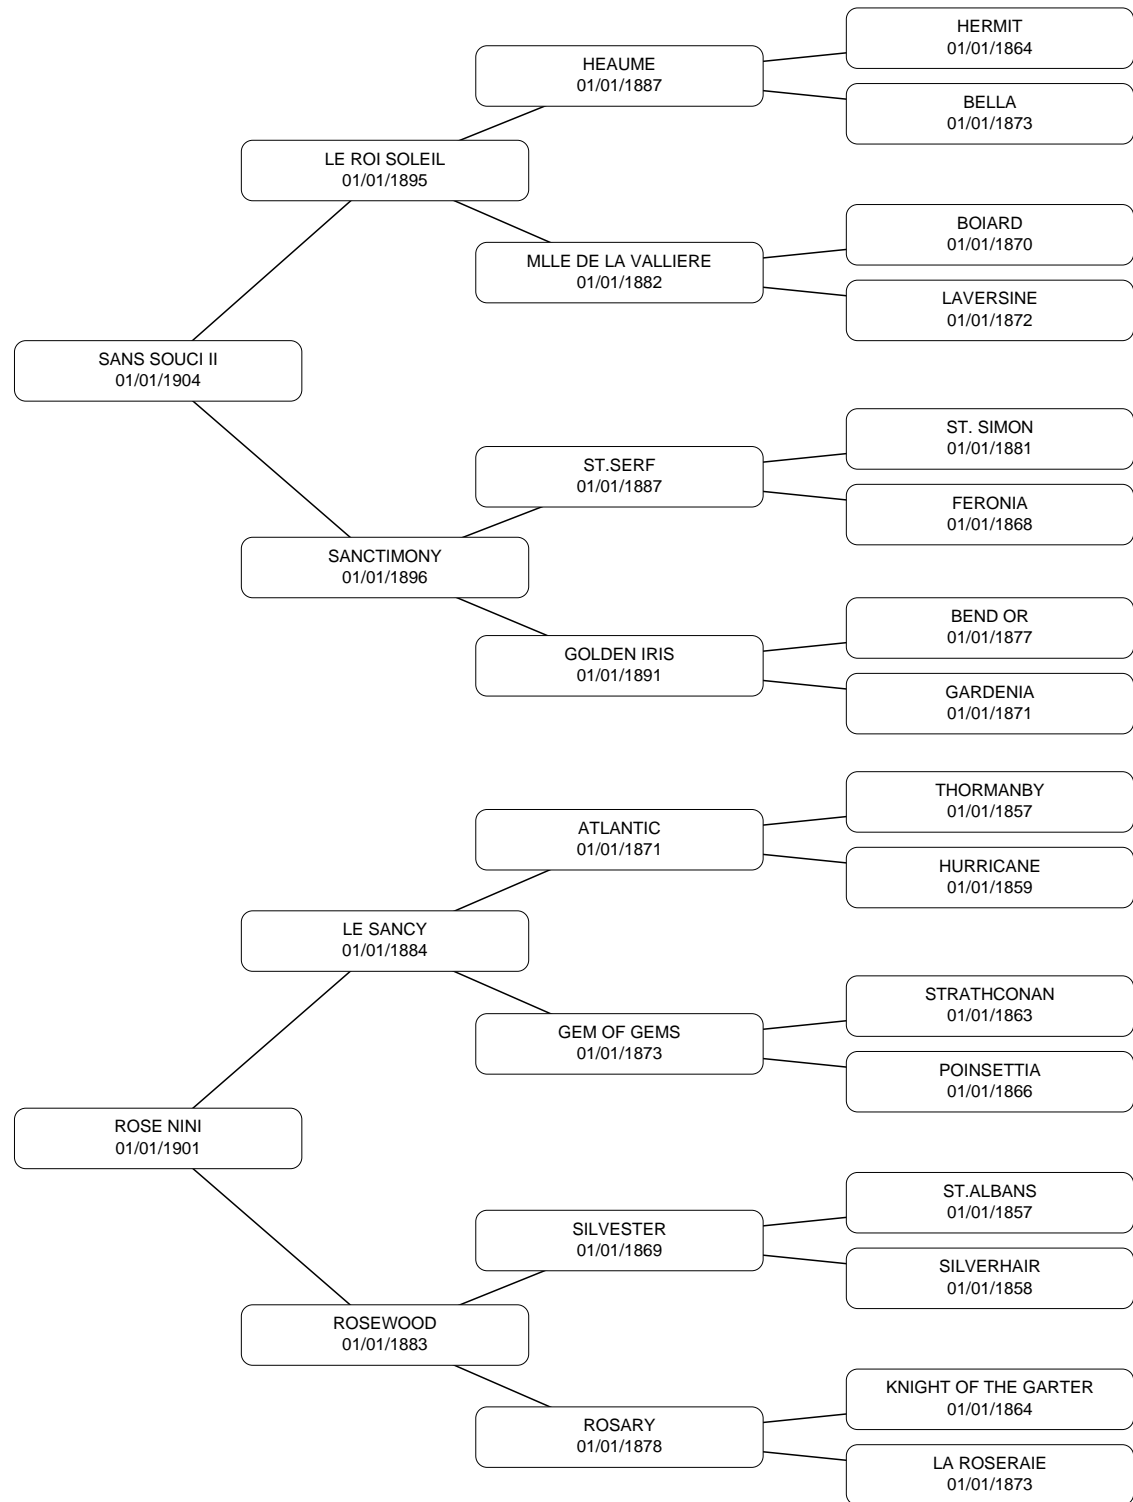 HERMIT
01/01/1864
HEAUME
01/01/1887
BELLA
01/01/1873
LE ROI SOLEIL
01/01/1895
BOIARD
01/01/1870
MLLE DE LA VALLIERE
01/01/1882
LAVERSINE
01/01/1872
SANS SOUCI II
01/01/1904
ST. SIMON
01/01/1881
ST.SERF
01/01/1887
FERONIA
01/01/1868
SANCTIMONY
01/01/1896
BEND OR
01/01/1877
GOLDEN IRIS
01/01/1891
GARDENIA
01/01/1871
THORMANBY
01/01/1857
ATLANTIC
01/01/1871
HURRICANE
01/01/1859
LE SANCY
01/01/1884
STRATHCONAN
01/01/1863
GEM OF GEMS
01/01/1873
POINSETTIA
01/01/1866
ROSE NINI
01/01/1901
ST.ALBANS
01/01/1857
SILVESTER
01/01/1869
SILVERHAIR
01/01/1858
ROSEWOOD
01/01/1883
KNIGHT OF THE GARTER
01/01/1864
ROSARY
01/01/1878
LA ROSERAIE
01/01/1873